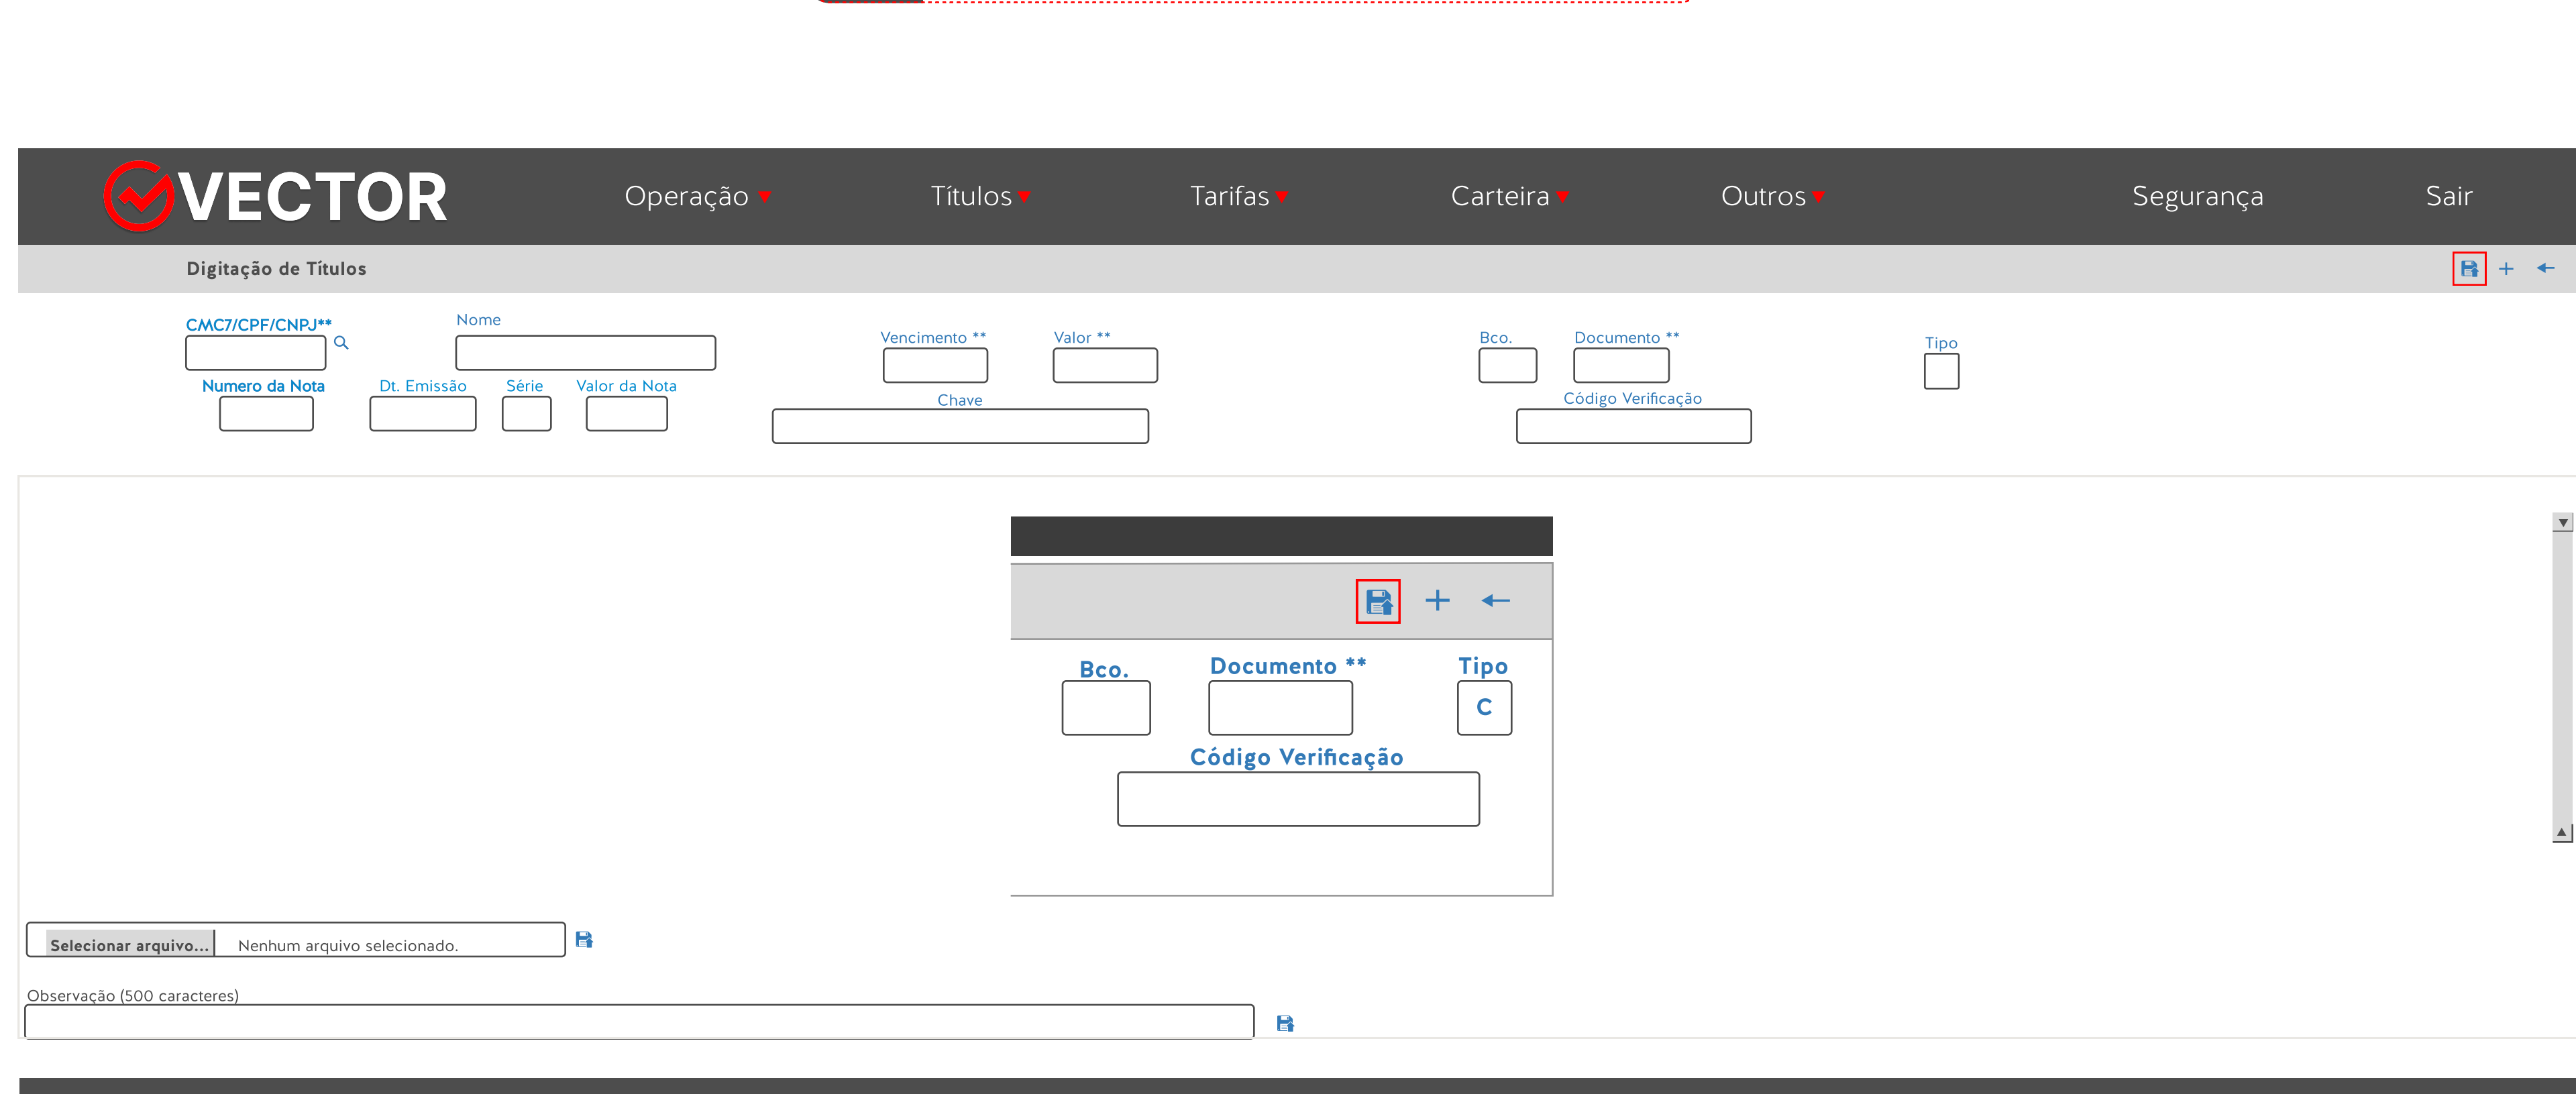 VECTOR Operação Títulos Tarifas Carteira Outros Segurança Sair
Digitação de Títulos
CMC7/CPF/CNPJ** Nome Vencimento ** Valor ** Bco. Documento ** Tipo
Numero da Nota Dt. Emissão Série Valor da Nota Chave Código Verificação
Bco. Documento ** Tipo
C
Código Verificação
Selecionar arquivo... Nenhum arquivo selecionado.
Observação (500 caracteres)